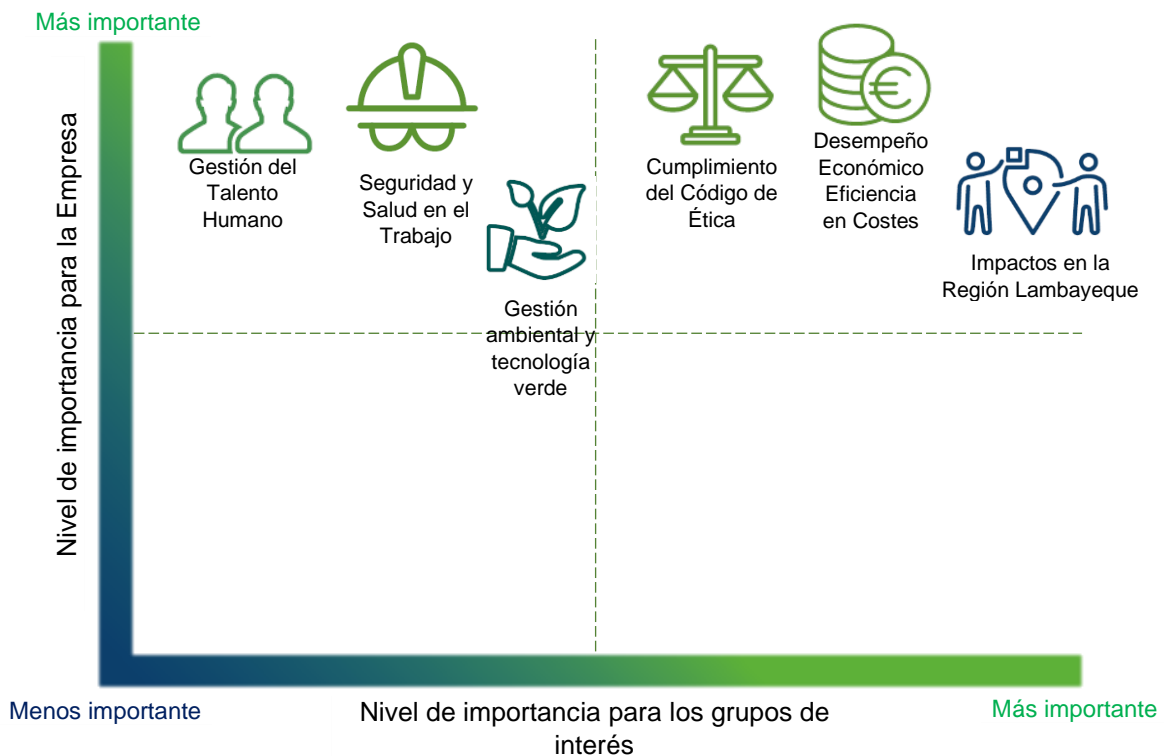 Más importante
Nivel de importancia para la Empresa
Gestión del
Talento
Humano
Seguridad y
Salud en el
Trabajo
Gestión
ambiental y
tecnología
verde
Cumplimiento
del Código de
Ética
Desempeño
Económico
Eficiencia
en Costes
Impactos en la
Región Lambayeque
Menos importante
Nivel de importancia para los grupos de
interés
Más importante